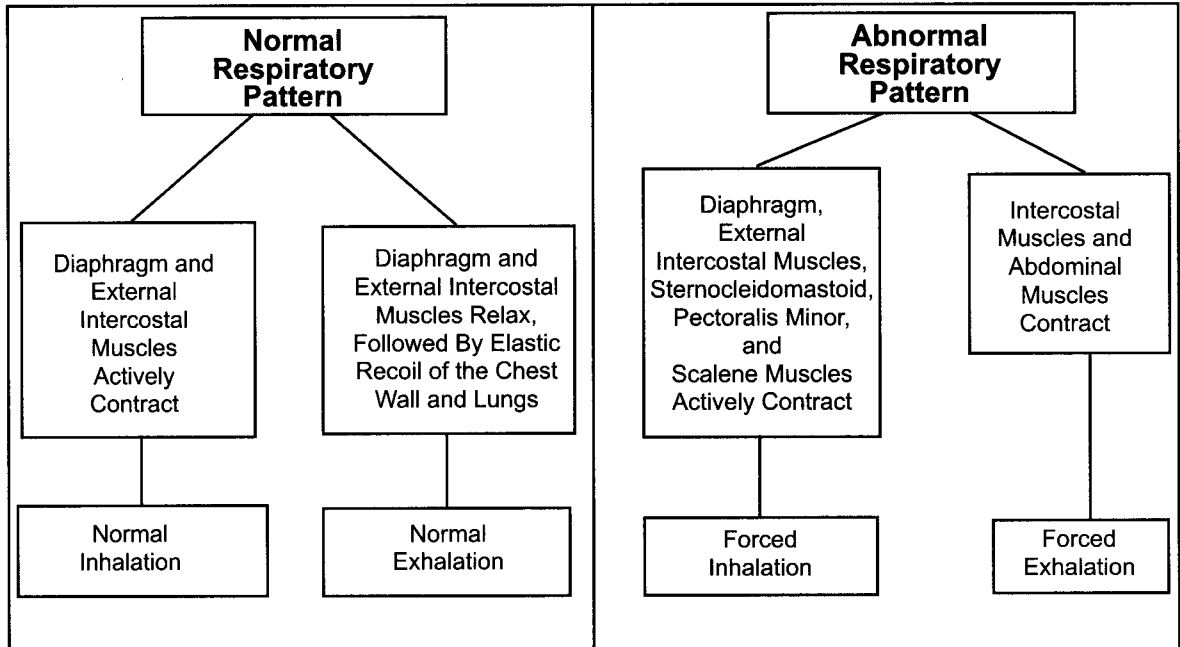 Normal
Respiratory
Pattern
Diaphragm and
External
Intercostal
Muscles
Actively
Contract
Diaphragm and
External Intercostal
Muscles Relax,
Followed By Elastic
Recoil of the Chest
Wall and Lungs
Normal
Inhalation
Normal
Exhalation
Abnormal
Respiratory
Pattern
Diaphragm,
External
Intercostal Muscles,
Sternocleidomastoid,
Pectoralis Minor,
and
Scalene Muscles
Actively Contract
Intercostal
Muscles and
Abdominal
Muscles
Contract
Forced
Inhalation
Forced
Exhalation